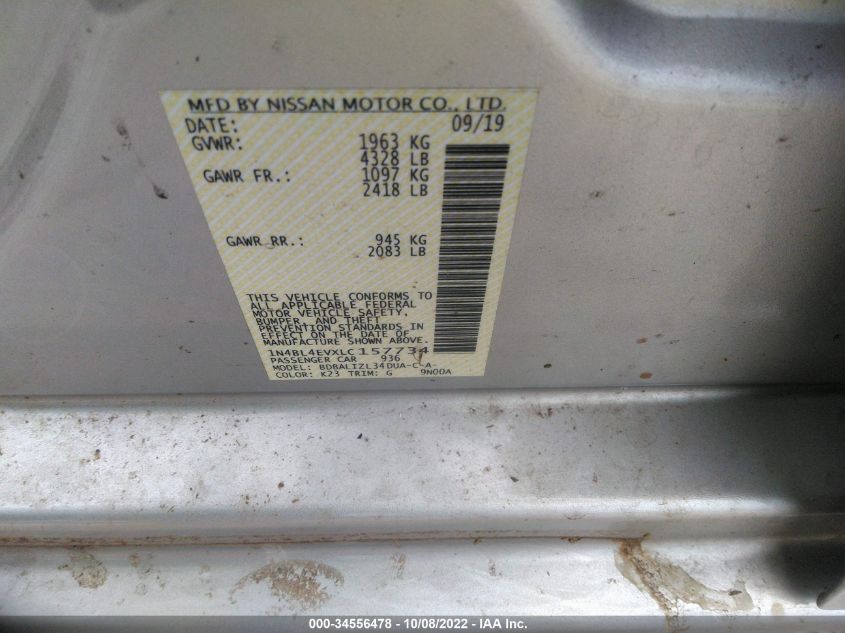 MFD BY NISSAN MOTOR CO., LTD.
DATE: 09/19
GVWR: 1963 KG
4328 LB
GAWR FR.: 1097 KG
2418 LB
GAWR RR.: 945 KG
2083 LB
THIS VEHICLE CONFORMS TO
ALL APPLICABLE FEDERAL
MOTOR VEHICLE SAFETY,
BUMPER, AND THEFT
PREVENTION STANDARDS IN
EFFECT ON THE DATE OF
MANUFACTURE SHOWN ABOVE.
1N4BL4EVXLC157734
PASSENGER CAR 936
MODEL: BDBALIZL34DUA-C-A-
COLOR: K23 TRIM: G 9N00A
000-34556478 - 10/08/2022 - IAA Inc.